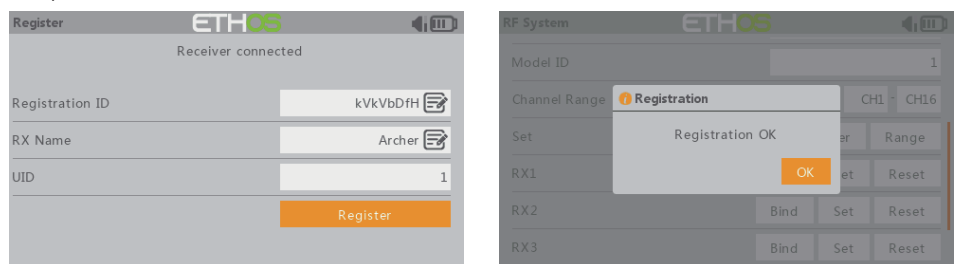 Register ETHOS
Receiver connected
Registration ID kVkVbDfH
RX Name Archer
UID 1
Register
RF System ETHOS
Model ID 1
Channel Range CH1 - CH16
Registration
Set Range
Registration OK
RX1 Reset
OK
RX2 Bind Set Reset
RX3 Bind Set Reset